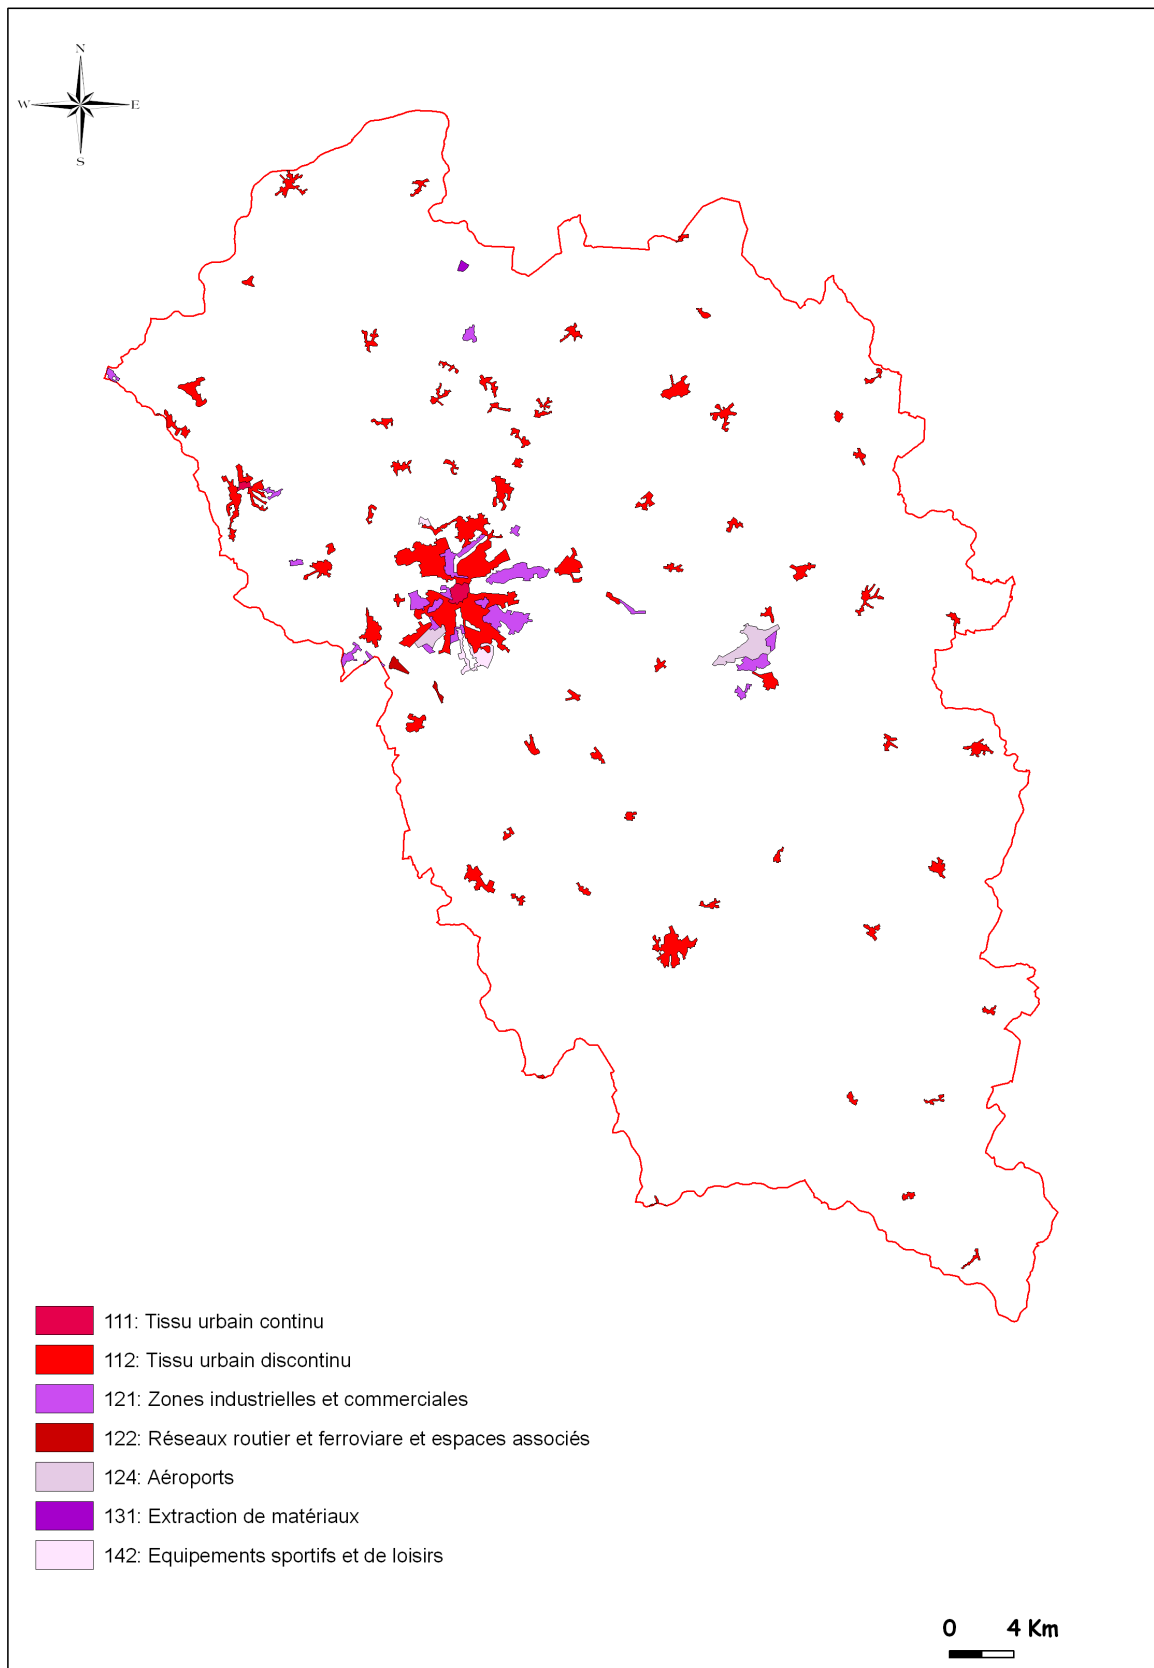 N
W E
S
111: Tissu urbain continu
112: Tissu urbain discontinu
121: Zones industrielles et commerciales
122: Réseaux routier et ferroviare et espaces associés
124: Aéroports
131: Extraction de matériaux
142: Equipements sportifs et de loisirs
0 4 Km